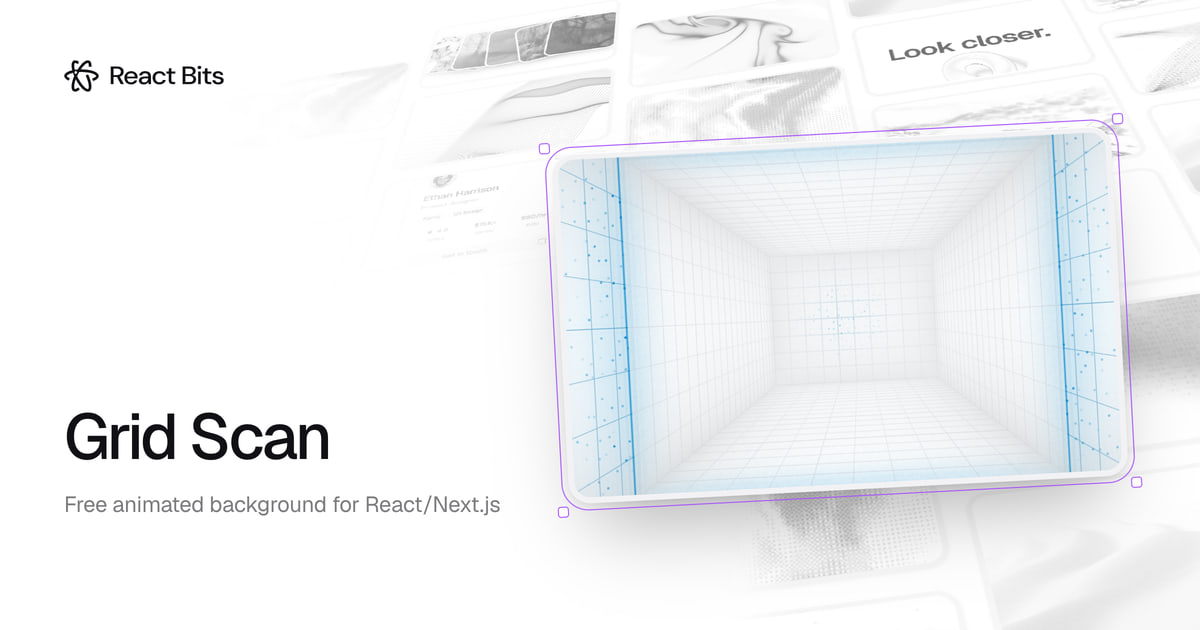 React Bits
Look closer.
Ethan Harrison
Grid Scan
Free animated background for React/Next.js